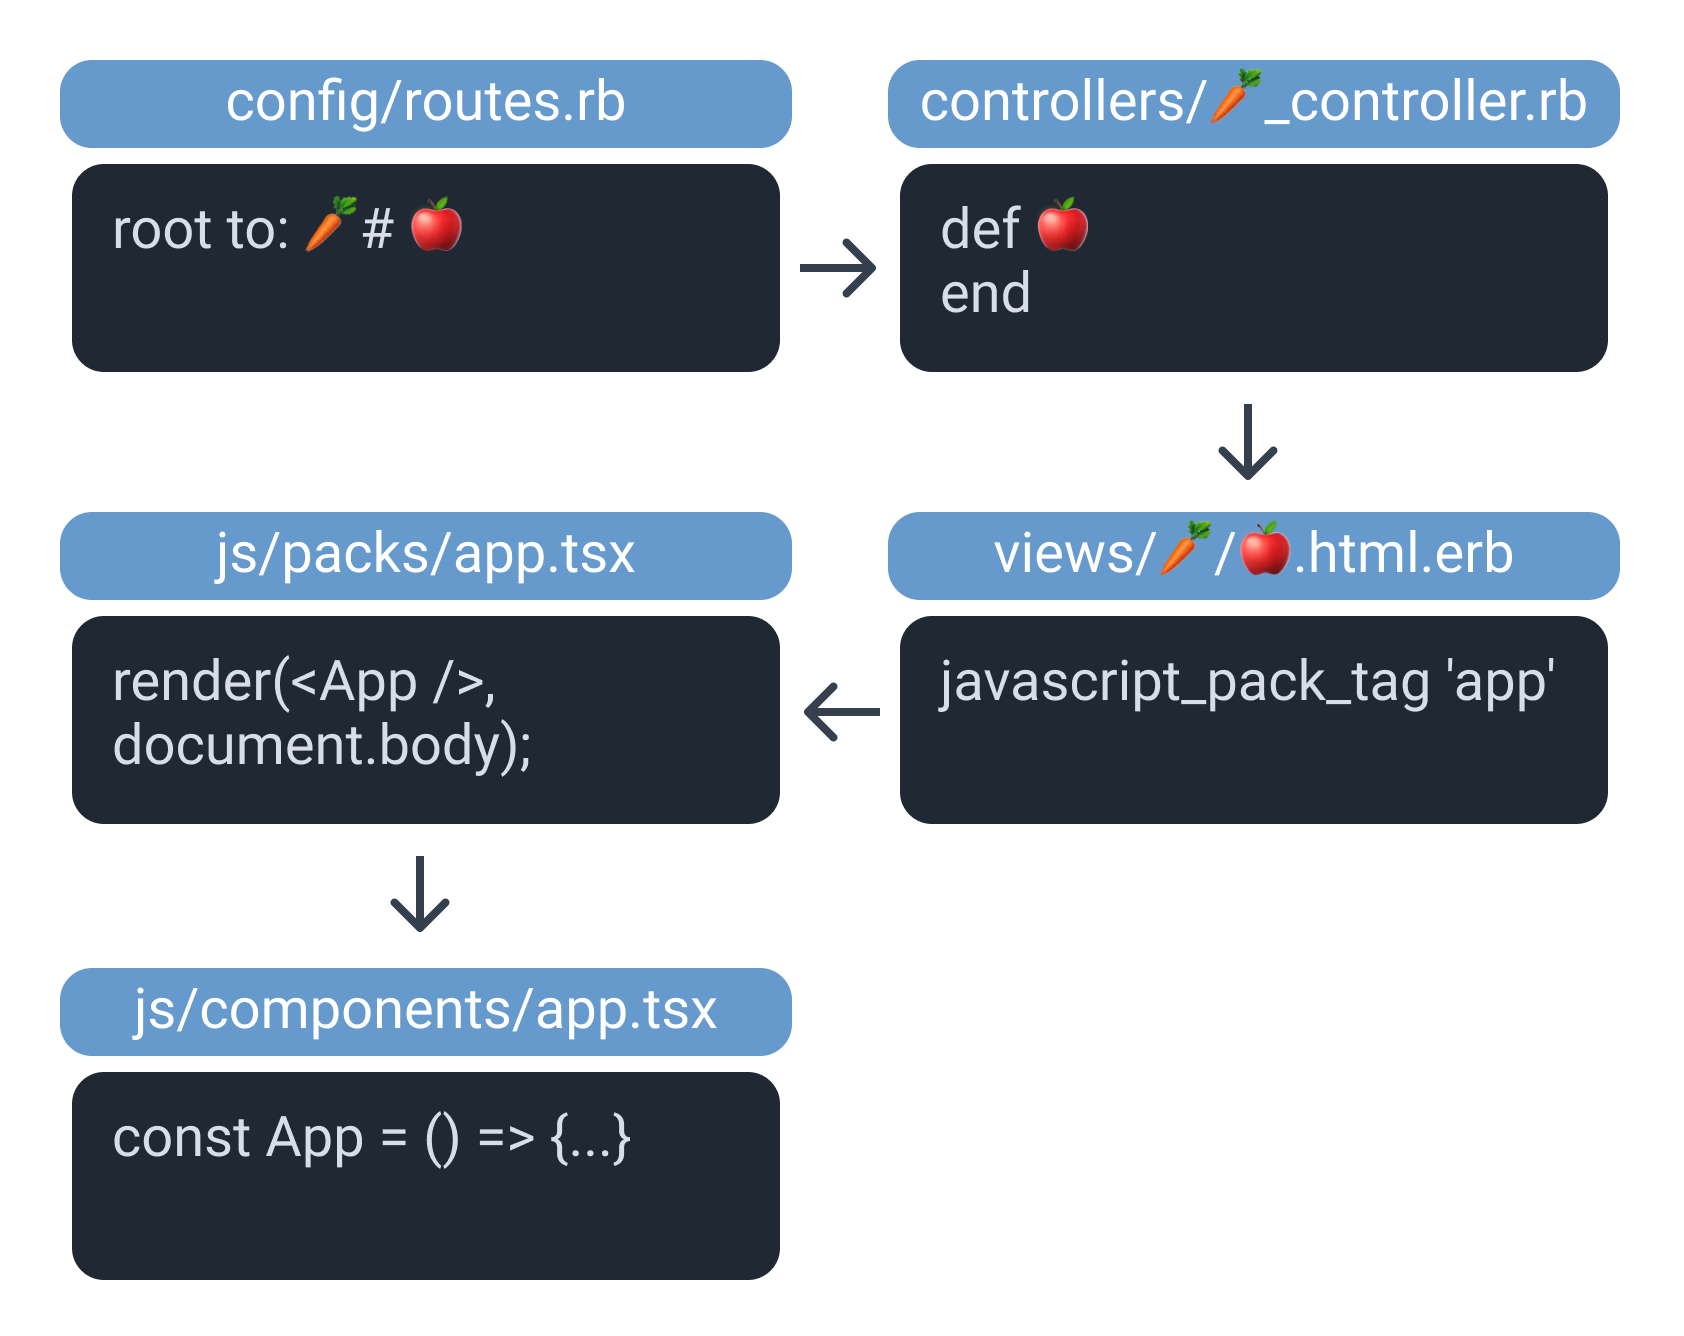 config/routes.rb
root to: 🥕# 🍎
controllers/🥕_controller.rb
def 🍎
end
views/🥕/🍎.html.erb
javascript_pack_tag 'app'
js/packs/app.tsx
render(<App />,
document.body);
js/components/app.tsx
const App = () => {...}